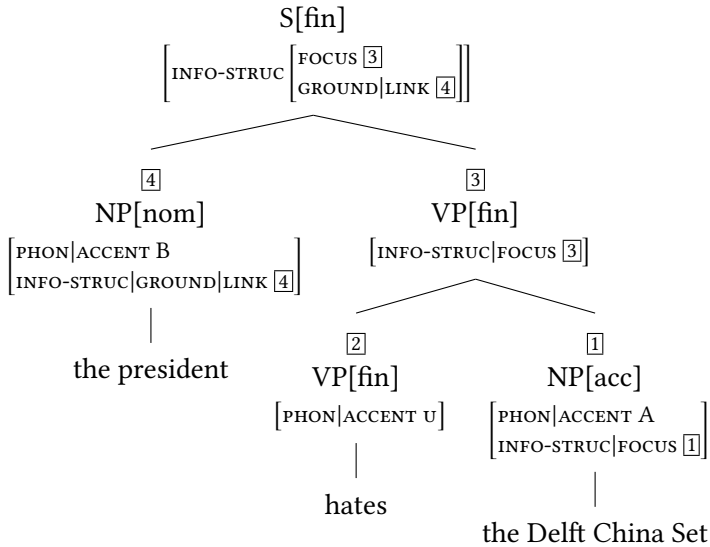 S[fin]
[INFO-STRUC [FOCUS 3
GROUND|LINK 4]]
4 3
NP[nom] VP[fin]
[PHON|ACCENT B
INFO-STRUC|GROUND|LINK 4]
[INFO-STRUC|FOCUS 3]
the president
2 1
VP[fin] NP[acc]
[PHON|ACCENT U]
[PHON|ACCENT A
INFO-STRUC|FOCUS 1]
hates
the Delft China Set